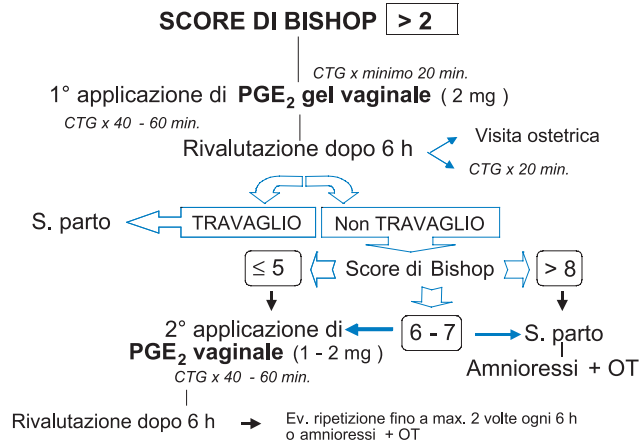 SCORE DI BISHOP > 2
CTG x minimo 20 min.
1° applicazione di PGE2 gel vaginale ( 2 mg )
CTG x 40 - 60 min.
Rivalutazione dopo 6 h
Visita ostetrica
CTG x 20 min.
S. parto
TRAVAGLIO
Non TRAVAGLIO
≤ 5
Score di Bishop
> 8
2° applicazione di
PGE2 vaginale (1 - 2 mg )
6 - 7
S. parto
Amnioressi + OT
CTG x 40 - 60 min.
Rivalutazione dopo 6 h
Ev. ripetizione fino a max. 2 volte ogni 6 h
o amnioressi + OT